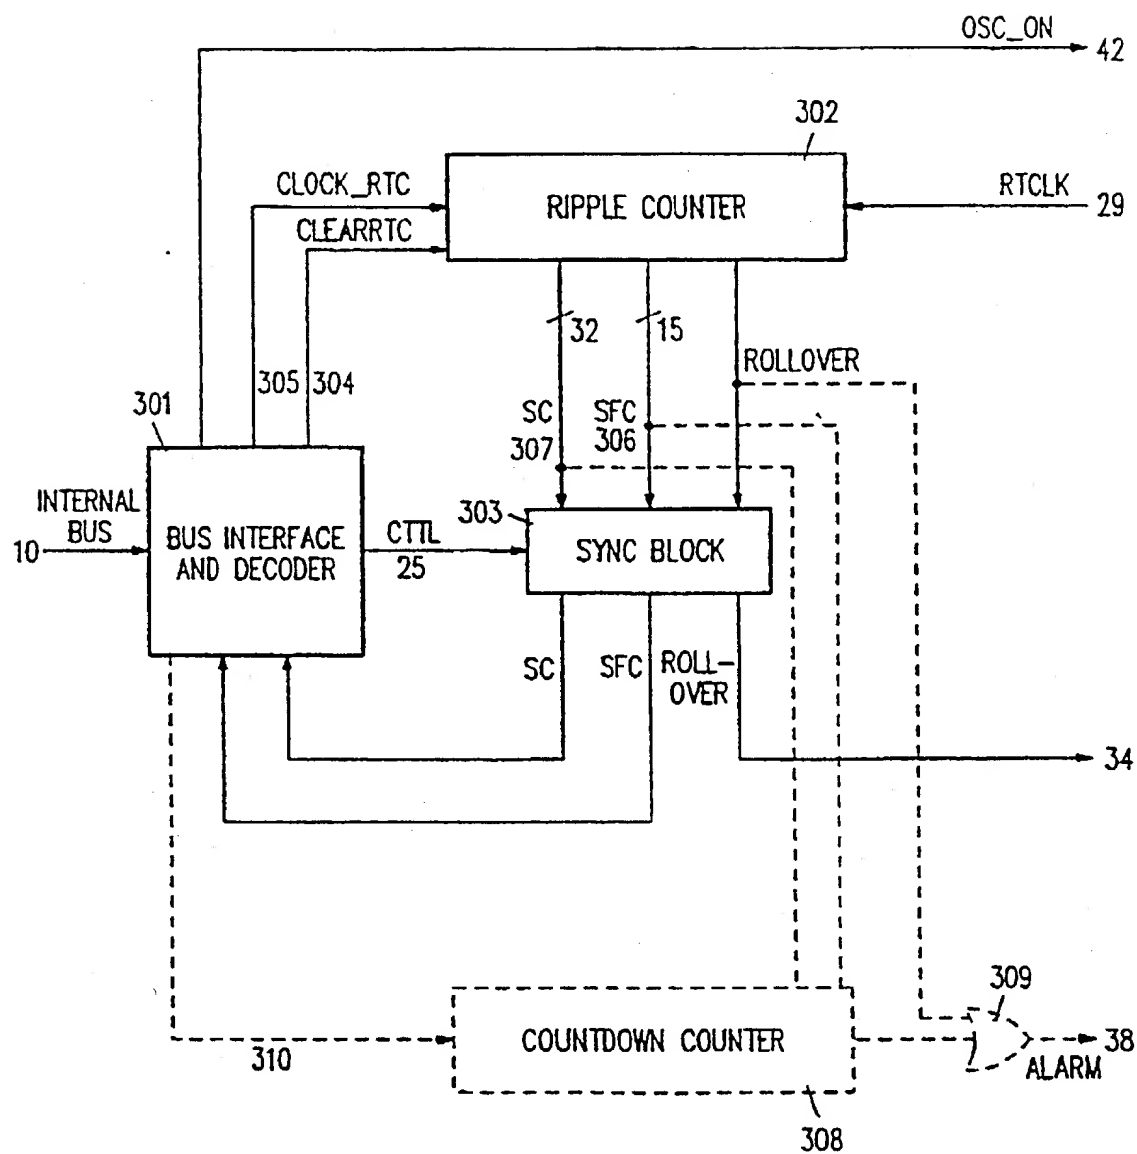 OSC_ON
42
302
CLOCK_RTC
RIPPLE COUNTER
RTCLK
29
CLEARRTC
32
15
ROLLOVER
305
304
301
SC
307
SFC
306
INTERNAL
BUS
10
BUS INTERFACE
AND DECODER
CTTL
25
303
SYNC BLOCK
SC
SFC
ROLL-
OVER
34
309
310
COUNTDOWN COUNTER
38
ALARM
308